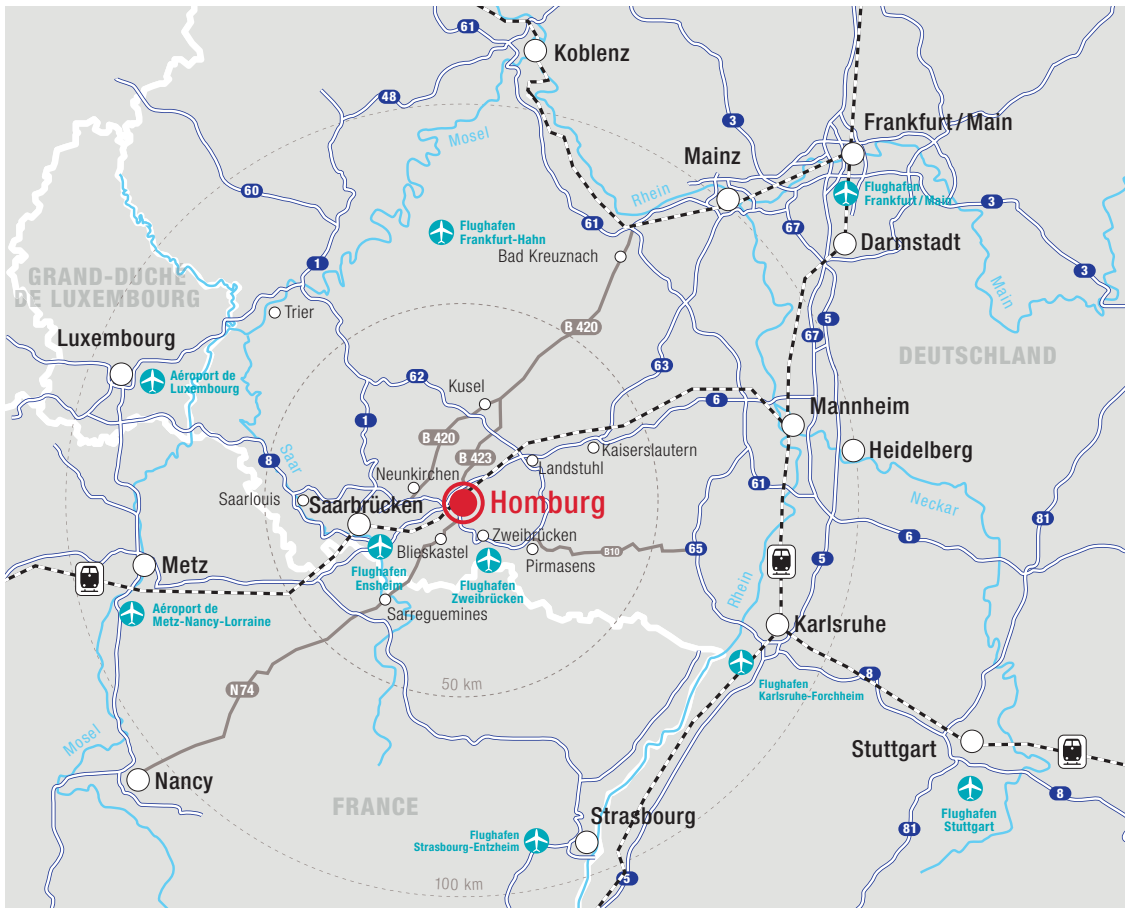 61
Koblenz
48
Mosel
3
Frankfurt/Main
Mainz
60
Rhein
Flughafen
Frankfurt/Main
3
Flughafen
Frankfurt-Hahn
61
67
Bad Kreuznach
Darmstadt
1
3
GRAND-DUCHE
DE LUXEMBOURG
Main
Trier
B 420
5
67
Luxembourg
DEUTSCHLAND
63
Aéroport de
Luxembourg
62
Kusel
6
Mannheim
1
B 420
Kaiserslautern
Heidelberg
8
Saar
B 423
Landstuhl
Neunkirchen
61
Saarlouis
Saarbrücken
Homburg
Neckar
81
Zweibrücken
6
Blieskastel
B10
65
Metz
Pirmasens
5
Flughafen
Ensheim
Flughafen
Zweibrücken
Rhein
Aéroport de
Metz-Nancy-Lorraine
Sarreguemines
Karlsruhe
Flughafen
Karlsruhe-Forchheim
8
50 km
N74
Mosel
Stuttgart
Nancy
8
FRANCE
Strasbourg
Flughafen
Stuttgart
81
Flughafen
Strasbourg-Entzheim
5
100 km